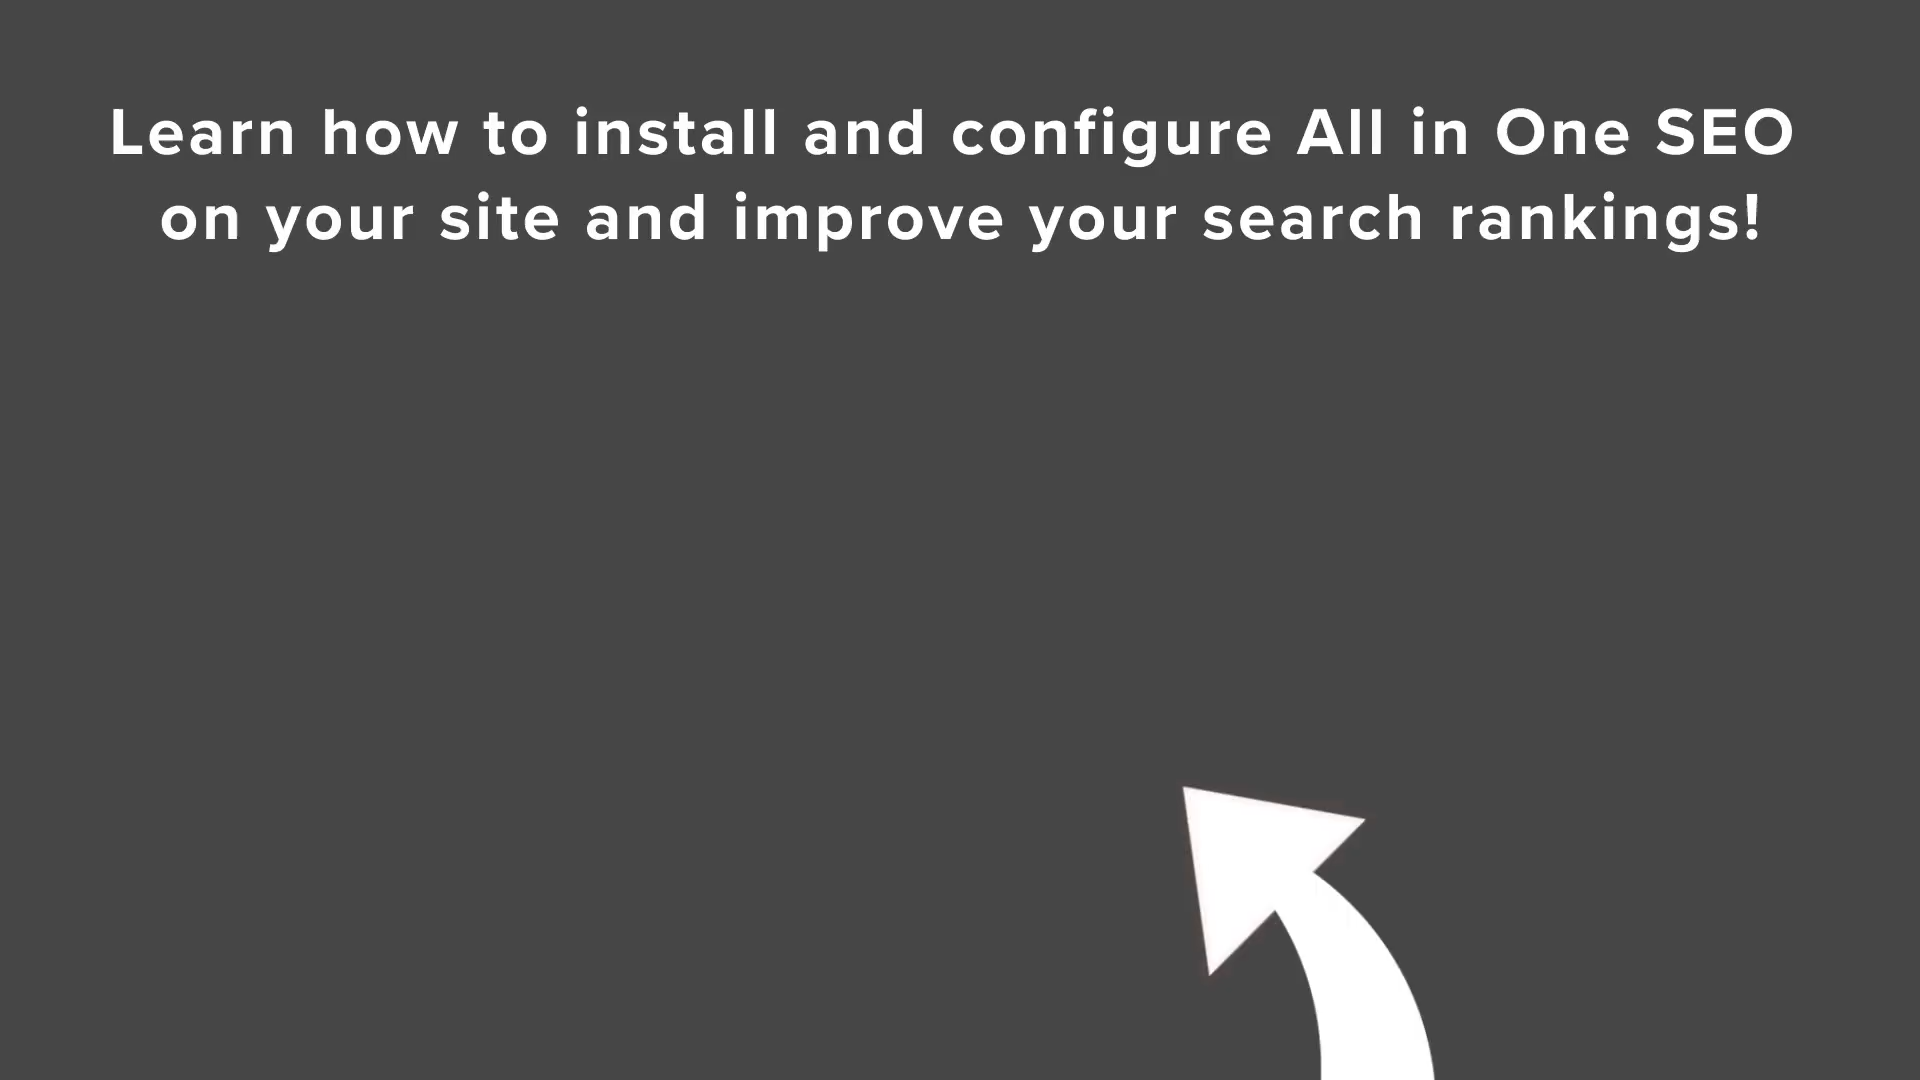 Learn how to install and configure All in One SEO
on your site and improve your search rankings!